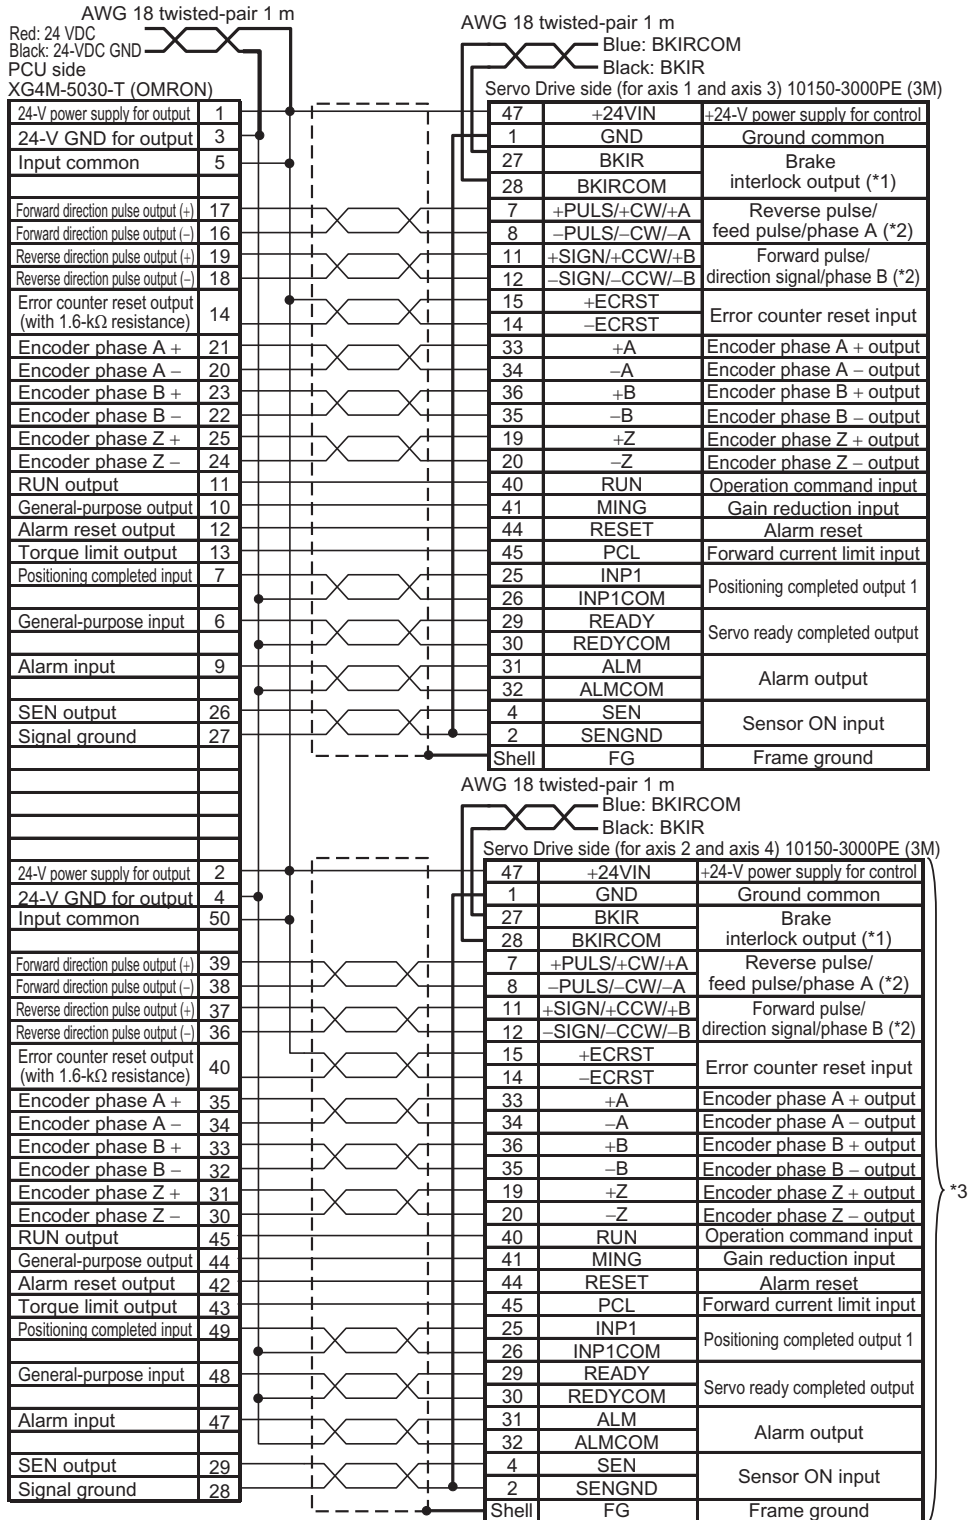 AWG 18 twisted-pair 1 m
Red: 24 VDC
Black: 24-VDC GND
PCU side
XG4M-5030-T (OMRON)
24-V power supply for output 1
24-V GND for output 3
Input common 5
Forward direction pulse output (+) 17
Forward direction pulse output (−) 16
Reverse direction pulse output (+) 19
Reverse direction pulse output (−) 18
Error counter reset output
(with 1.6-kΩ resistance) 14
Encoder phase A + 21
Encoder phase A − 20
Encoder phase B + 23
Encoder phase B − 22
Encoder phase Z + 25
Encoder phase Z − 24
RUN output 11
General-purpose output 10
Alarm reset output 12
Torque limit output 13
Positioning completed input 7
General-purpose input 6
Alarm input 9
SEN output 26
Signal ground 27
24-V power supply for output 2
24-V GND for output 4
Input common 50
Forward direction pulse output (+) 39
Forward direction pulse output (−) 38
Reverse direction pulse output (+) 37
Reverse direction pulse output (−) 36
Error counter reset output
(with 1.6-kΩ resistance) 40
Encoder phase A + 35
Encoder phase A − 34
Encoder phase B + 33
Encoder phase B − 32
Encoder phase Z + 31
Encoder phase Z − 30
RUN output 45
General-purpose output 44
Alarm reset output 42
Torque limit output 43
Positioning completed input 49
General-purpose input 48
Alarm input 47
SEN output 29
Signal ground 28
AWG 18 twisted-pair 1 m
Blue: BKIRCOM
Black: BKIR
Servo Drive side (for axis 1 and axis 3) 10150-3000PE (3M)
47 +24VIN +24-V power supply for control
1 GND Ground common
27 BKIR Brake
28 BKIRCOM interlock output (*1)
7 +PULS/+CW/+A Reverse pulse/
8 −PULS/−CW/−A feed pulse/phase A (*2)
11 +SIGN/+CCW/+B Forward pulse/
12 −SIGN/−CCW/−B direction signal/phase B (*2)
15 +ECRST Error counter reset input
14 −ECRST
33 +A Encoder phase A + output
34 −A Encoder phase A − output
36 +B Encoder phase B + output
35 −B Encoder phase B − output
19 +Z Encoder phase Z + output
20 −Z Encoder phase Z − output
40 RUN Operation command input
41 MING Gain reduction input
44 RESET Alarm reset
45 PCL Forward current limit input
25 INP1 Positioning completed output 1
26 INP1COM
29 READY Servo ready completed output
30 REDYCOM
31 ALM Alarm output
32 ALMCOM
4 SEN Sensor ON input
2 SENGND
Shell FG Frame ground
AWG 18 twisted-pair 1 m
Blue: BKIRCOM
Black: BKIR
Servo Drive side (for axis 2 and axis 4) 10150-3000PE (3M)
47 +24VIN +24-V power supply for control
1 GND Ground common
27 BKIR Brake
28 BKIRCOM interlock output (*1)
7 +PULS/+CW/+A Reverse pulse/
8 −PULS/−CW/−A feed pulse/phase A (*2)
11 +SIGN/+CCW/+B Forward pulse/
12 −SIGN/−CCW/−B direction signal/phase B (*2)
15 +ECRST Error counter reset input
14 −ECRST
33 +A Encoder phase A + output
34 −A Encoder phase A − output
36 +B Encoder phase B + output
35 −B Encoder phase B − output
19 +Z Encoder phase Z + output
20 −Z Encoder phase Z − output
40 RUN Operation command input
41 MING Gain reduction input
44 RESET Alarm reset
45 PCL Forward current limit input
25 INP1 Positioning completed output 1
26 INP1COM
29 READY Servo ready completed output
30 REDYCOM
31 ALM Alarm output
32 ALMCOM
4 SEN Sensor ON input
2 SENGND
Shell FG Frame ground
*3